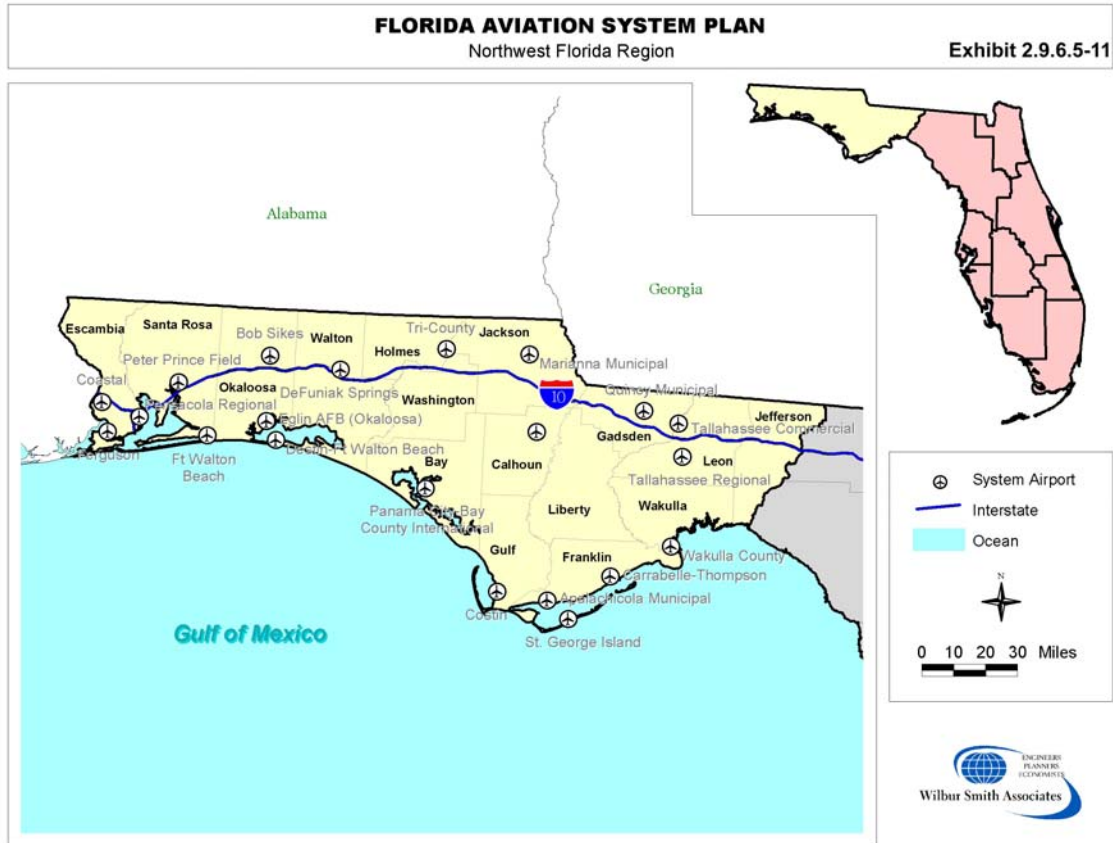 FLORIDA AVIATION SYSTEM PLAN
Northwest Florida Region
Exhibit 2.9.6.5-11
Alabama
Georgia
Escambia
Santa Rosa
Bob Sikes
Walton
Tri-County
Jackson
Holmes
Marianna Municipal
Peter Prince Field
Coastal
Okaloosa
DeFuniak Springs
Washington
10
Quincy Municipal
Pensacola Regional
Eglin AFB (Okaloosa)
Jefferson
Tallahassee Commercial
Gadsden
Ferguson
Ft Walton
Beach
Destin-Ft Walton Beach
Bay
Calhoun
Leon
Tallahassee Regional
Panama City-Bay
County International
Liberty
Wakulla
Gulf
Franklin
Wakulla County
Carrabelle-Thompson
Costin
Apalachicola Municipal
St. George Island
Gulf of Mexico
System Airport
Interstate
Ocean
N
0 10 20 30 Miles
ENGINEERS
PLANNERS
ECONOMISTS
Wilbur Smith Associates